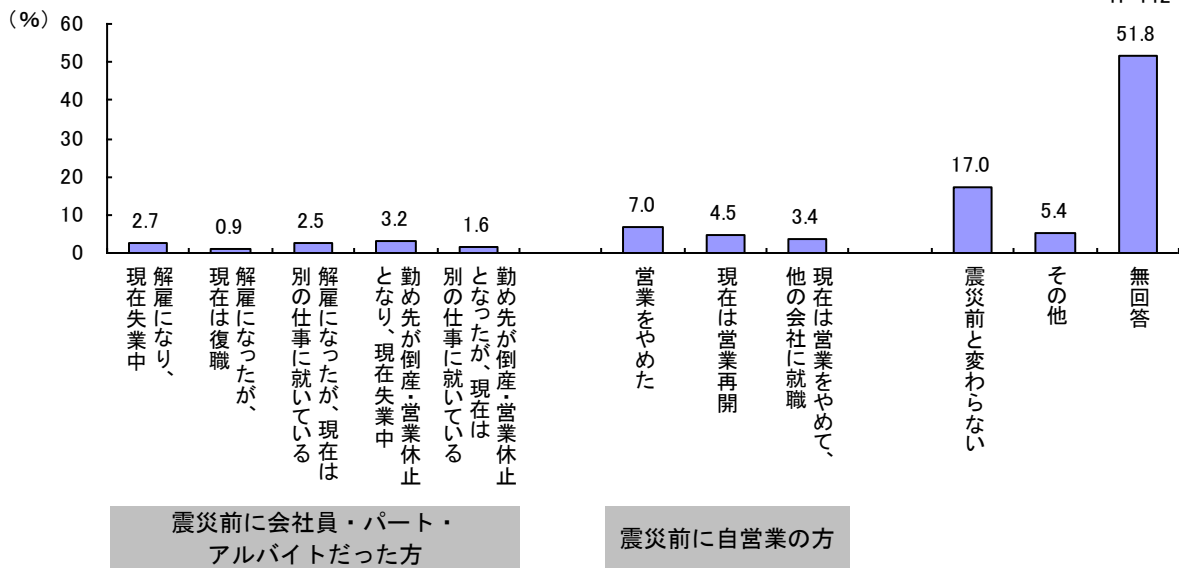 (%)
60
50
40
30
20
10
0
2.7
0.9
2.5
3.2
1.6
7.0
4.5
3.4
17.0
5.4
51.8
解雇になり、
現在失業中
解雇になったが、
現在は復職
解雇になったが、現在は
別の仕事に就いている
勤め先が倒産・営業休止
となり、現在失業中
勤め先が倒産・営業休止
となったが、現在は
別の仕事に就いている
営業をやめた
現在は営業再開
現在は営業をやめて、
他の会社に就職
震災前と変わらない
その他
無回答
震災前に会社員・パート・
アルバイトだった方
震災前に自営業の方